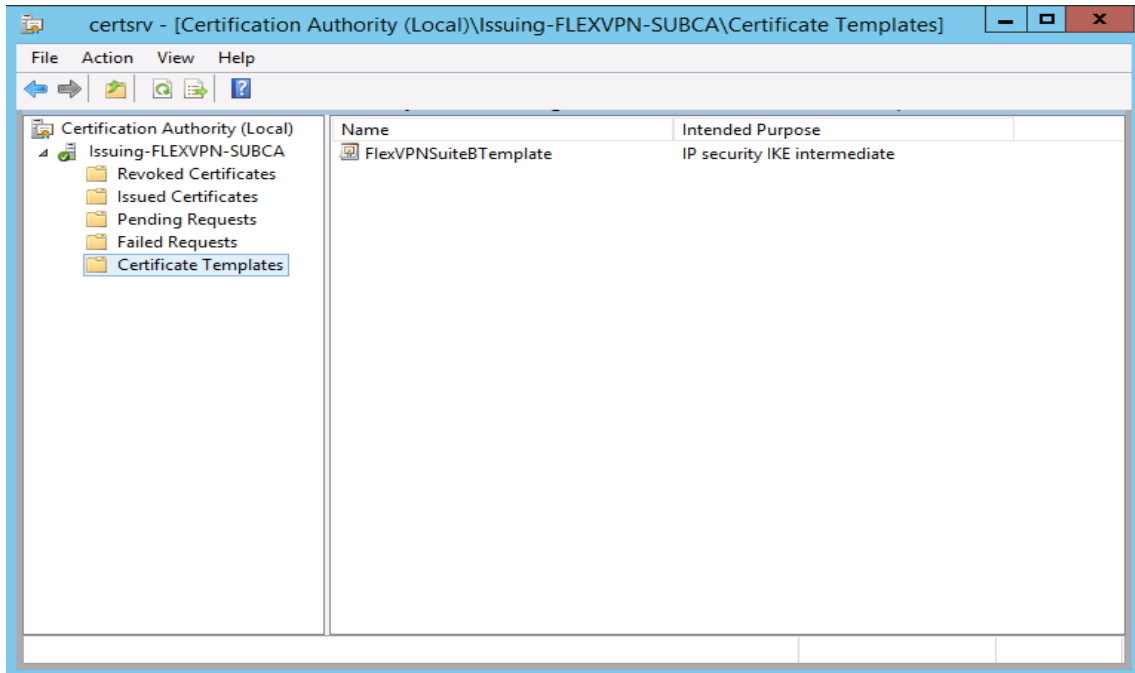 certsrv - [Certification Authority (Local)\Issuing-FLEXVPN-SUBCA\Certificate Templates]
File Action View Help
Certification Authority (Local)
Issuing-FLEXVPN-SUBCA
Revoked Certificates
Issued Certificates
Pending Requests
Failed Requests
Certificate Templates
Name Intended Purpose
FlexVPNSuiteBTemplate IP security IKE intermediate